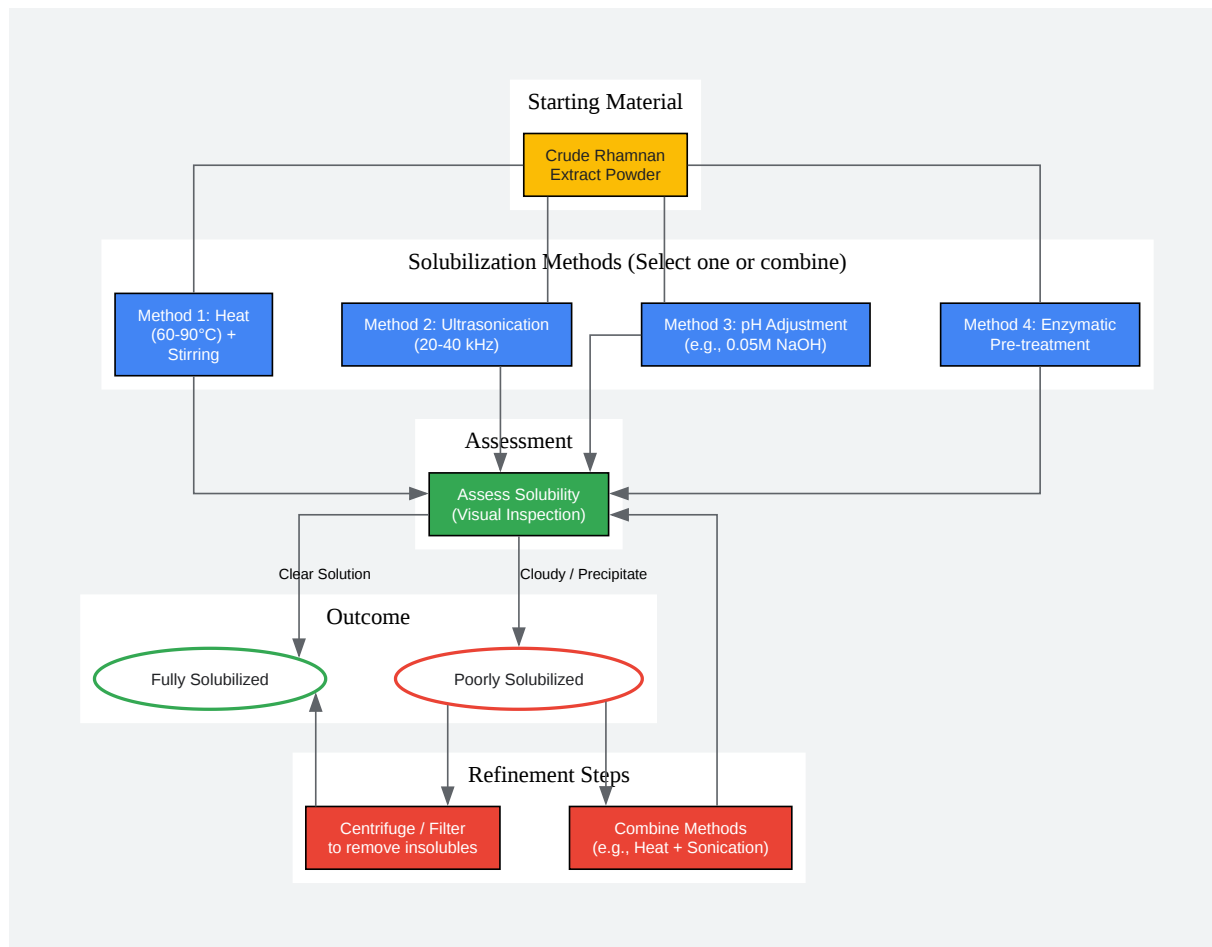 Starting Material
Crude Rhamnan
Extract Powder
Solubilization Methods (Select one or combine)
Method 1: Heat
(60-90°C) +
Stirring
Method 2: Ultrasonication
(20-40 kHz)
Method 3: pH Adjustment
(e.g., 0.05M NaOH)
Method 4: Enzymatic
Pre-treatment
Assessment
Assess Solubility
(Visual Inspection)
Clear Solution
Cloudy / Precipitate
Outcome
Fully Solubilized
Poorly Solubilized
Refinement Steps
Centrifuge / Filter
to remove insolubles
Combine Methods
(e.g., Heat + Sonication)